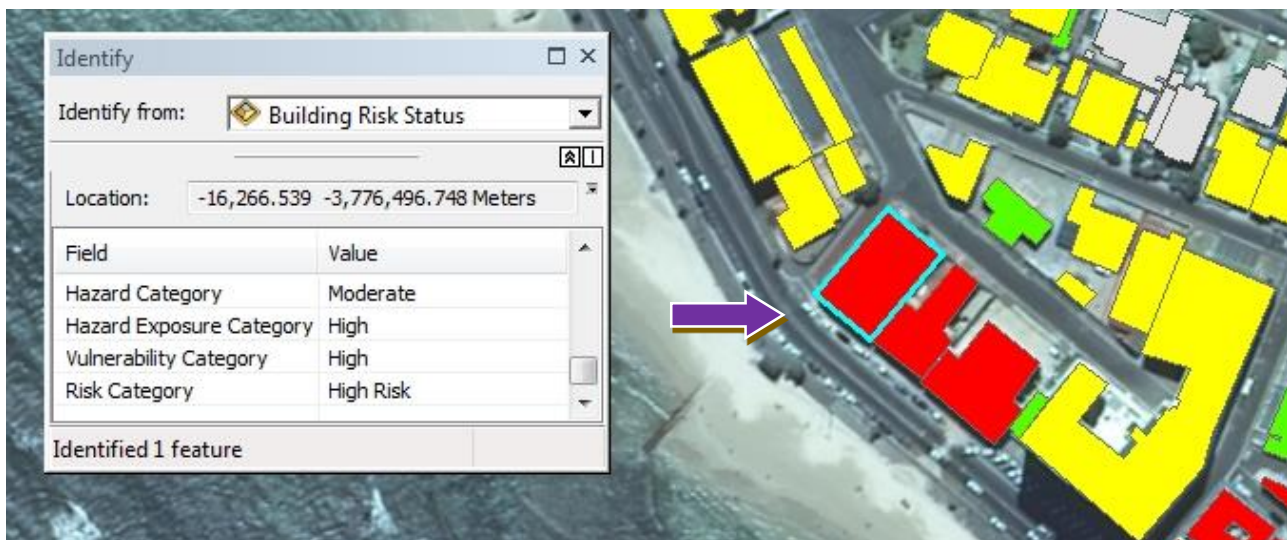 Identify
Identify from: Building Risk Status
Location: -16,266.539 -3,776,496.748 Meters
Field Value
Hazard Category Moderate
Hazard Exposure Category High
Vulnerability Category High
Risk Category High Risk
Identified 1 feature